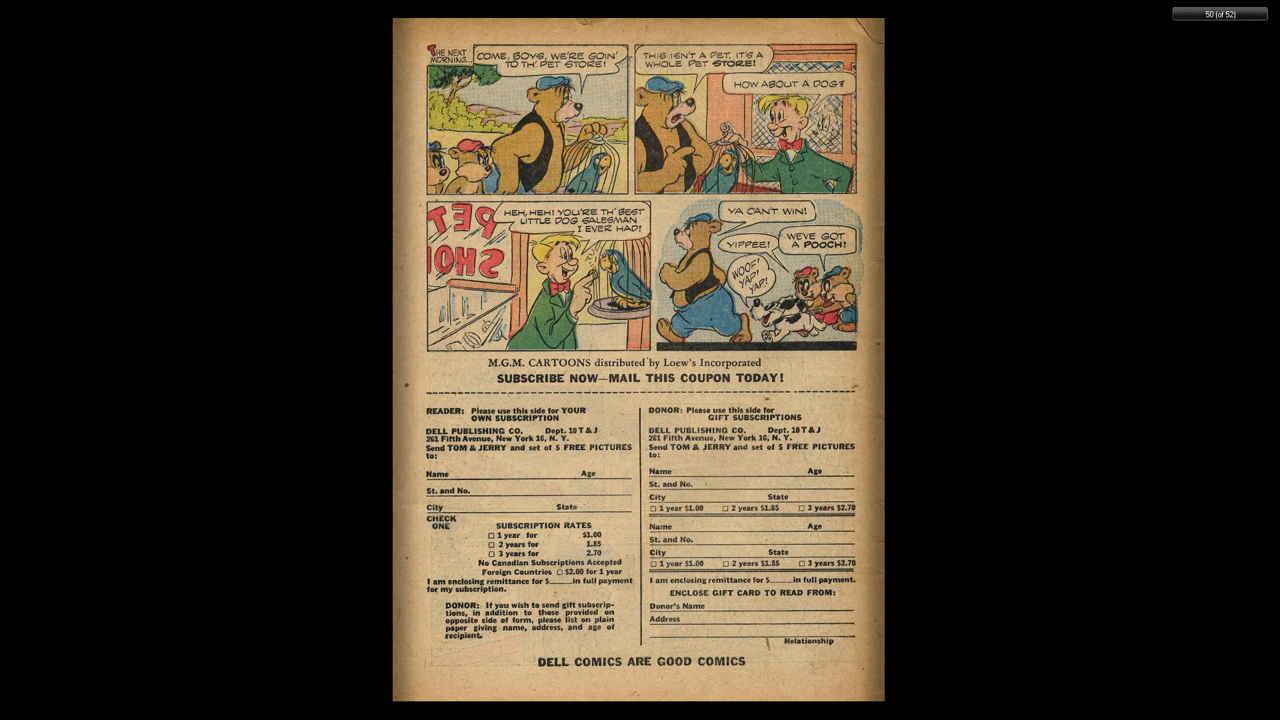 50 (of 52)
THE NEXT
MORNING...
COME, BOYS, WE'RE GOIN'
TO TH' PET STORE!
THIS ISN'T A PET, IT'S A
WHOLE PET STORE!
HOW ABOUT A DOG?
PET
SHO
HEH, HEH! YOU'RE TH' BEST
LITTLE DOG SALESMAN
I EVER HAD!
YA CAN'T WIN!
YIPPEE!
WE'VE GOT
A POOCH!
WOOF!
YAP!
YAP!
M.G.M. CARTOONS distributed by Loew's Incorporated
SUBSCRIBE NOW—MAIL THIS COUPON TODAY!
READER: Please use this side for YOUR
OWN SUBSCRIPTION
DELL PUBLISHING CO. Dept. 10 T & J
261 Fifth Avenue, New York 16, N. Y.
Send TOM & JERRY and set of 5 FREE PICTURES
to:
Name Age
St. and No.
City State
CHECK
ONE
SUBSCRIPTION RATES
☐ 1 year for $1.00
☐ 2 years for 1.85
☐ 3 years for 2.70
No Canadian Subscriptions Accepted
Foreign Countries ☐ $2.00 for 1 year
I am enclosing remittance for $..........in full payment
for my subscription.
DONOR: If you wish to send gift subscrip-
tions, in addition to those provided on
opposite side of form, please list on plain
paper giving name, address, and age of
recipient.
DONOR: Please use this side for
GIFT SUBSCRIPTIONS
DELL PUBLISHING CO. Dept. 10 T & J
261 Fifth Avenue, New York 16, N. Y.
Send TOM & JERRY and set of 5 FREE PICTURES
to:
Name Age
St. and No.
City State
☐ 1 year $1.00 ☐ 2 years $1.85 ☐ 3 years $2.70
Name Age
St. and No.
City State
☐ 1 year $1.00 ☐ 2 years $1.85 ☐ 3 years $2.70
I am enclosing remittance for $..........in full payment.
ENCLOSE GIFT CARD TO READ FROM:
Donor's Name
Address
Relationship
DELL COMICS ARE GOOD COMICS